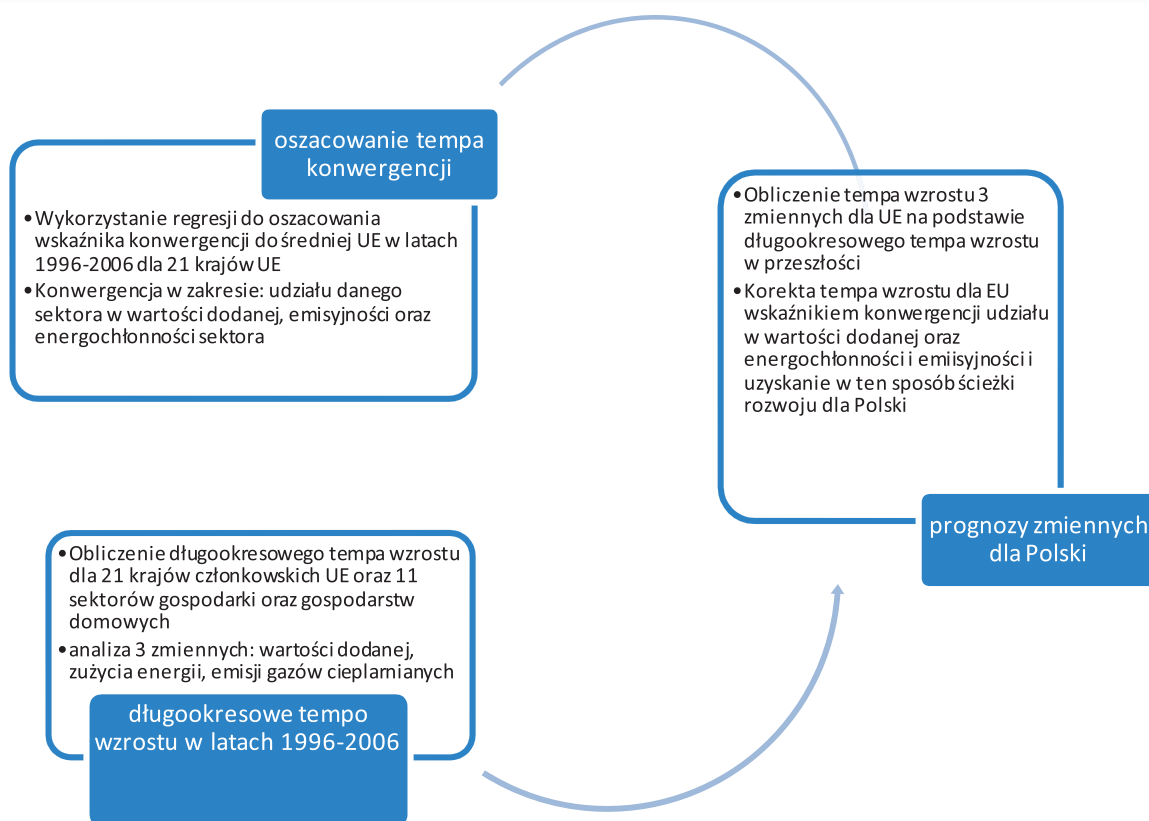 oszacowanie tempa
konwergencji
•Wykorzystanie regresji do oszacowania
wskaźnika konwergencji do średniej UE w latach
1996-2006 dla 21 krajów UE
•Konwergencja w zakresie: udziału danego
sektora w wartości dodanej, emisyjności oraz
energochłonności sektora
•Obliczenie długookresowego tempa wzrostu
dla 21 krajów członkowskich UE oraz 11
sektorów gospodarki oraz gospodarstw
domowych
•analiza 3 zmiennych: wartości dodanej,
zużycia energii, emisji gazów cieplarnianych
długookresowe tempo
wzrostu w latach 1996-2006
•Obliczenie tempa wzrostu 3
zmiennych dla UE na podstawie
długookresowego tempa wzrostu
w przeszłości
•Korekta tempa wzrostu dla EU
wskaźnikiem konwergencji udziału
w wartości dodanej oraz
energochłonności i emiisyjności i
uzyskanie w ten sposób ścieżki
rozwoju dla Polski
prognozy zmiennych
dla Polski